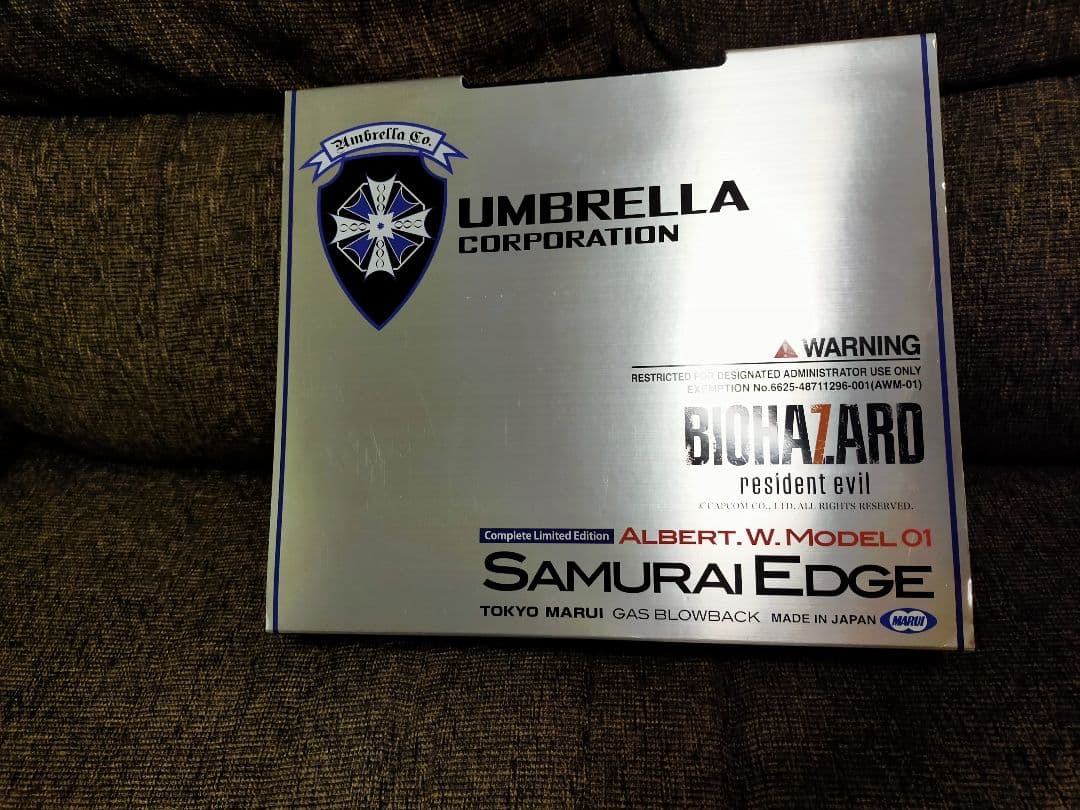 Umbrella Co.
UMBRELLA
CORPORATION
WARNING
RESTRICTED FOR DESIGNATED ADMINISTRATOR USE ONLY
EXEMPTION No.6625-48711296-001(AWM-01)
BIOHAZARD
resident evil
©CAPCOM CO., LTD. ALL RIGHTS RESERVED.
Complete Limited Edition ALBERT.W.MODEL 01
SAMURAI EDGE
TOKYO MARUI GAS BLOWBACK MADE IN JAPAN MARUI